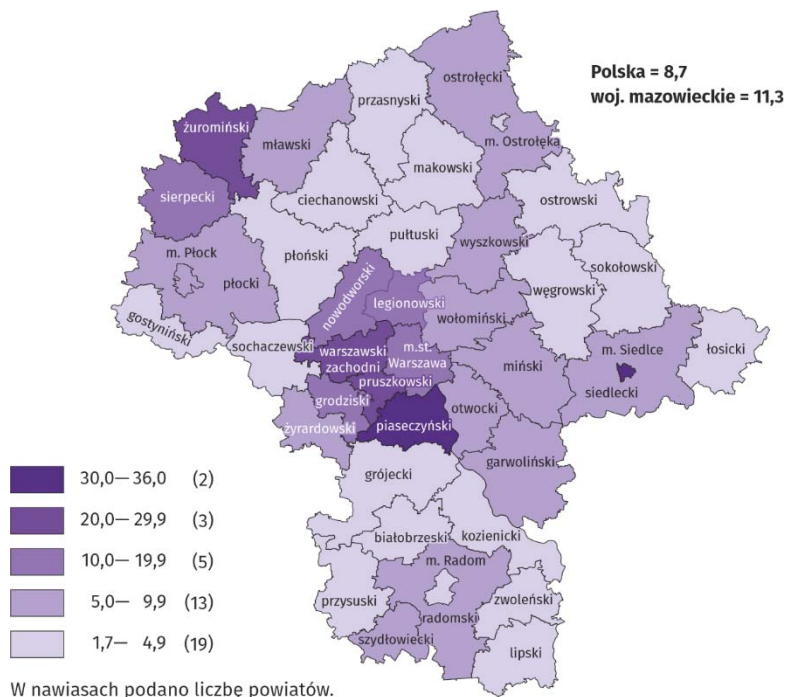 Polska = 8,7
woj. mazowieckie = 11,3
ostrołęcki
przasnyski
żuromiński
mławski
m. Ostrołęka
makowski
sierpecki
ciechanowski
ostrowski
pułtuski
wyszkowski
m. Płock
płoński
sokołowski
płocki
węgrowski
nowodworski
legionowski
gostyniński
wołomiński
sochaczewski
warszawski
zachodni
m.st.
Warszawa
m. Siedlce
łosicki
miński
pruszkowski
siedlecki
grodziski
otwocki
piaseczyński
żyrardowski
garwoliński
grójecki
białobrzeski
kozienicki
m. Radom
przysuski
zwoleński
radomski
szydłowiecki
lipski
30,0— 36,0 (2)
20,0— 29,9 (3)
10,0— 19,9 (5)
5,0— 9,9 (13)
1,7— 4,9 (19)
W nawiasach podano liczbę powiatów.